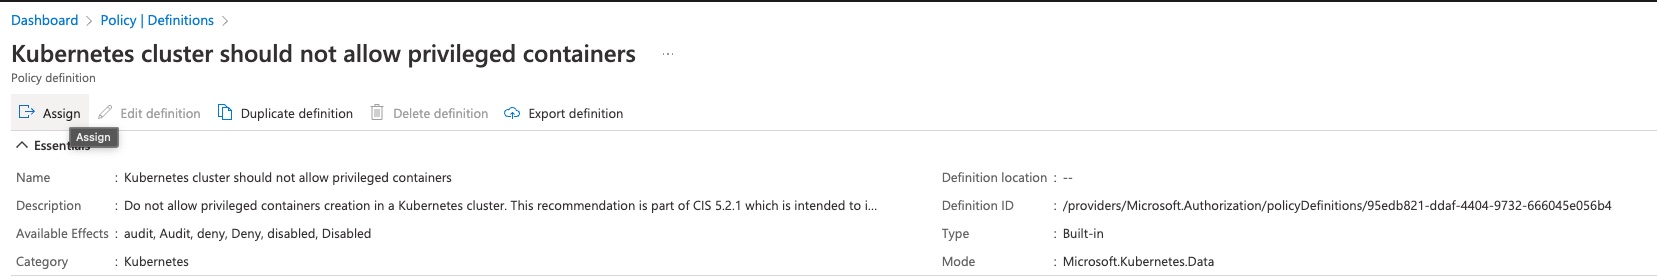 Dashboard > Policy | Definitions >
Kubernetes cluster should not allow privileged containers ...
Policy definition
Assign Edit definition Duplicate definition Delete definition Export definition
Assign
Essentials
Name : Kubernetes cluster should not allow privileged containers Definition location : --
Description : Do not allow privileged containers creation in a Kubernetes cluster. This recommendation is part of CIS 5.2.1 which is intended to i... Definition ID : /providers/Microsoft.Authorization/policyDefinitions/95edb821-ddaf-4404-9732-666045e056b4
Available Effects : audit, Audit, deny, Deny, disabled, Disabled Type : Built-in
Category : Kubernetes Mode : Microsoft.Kubernetes.Data